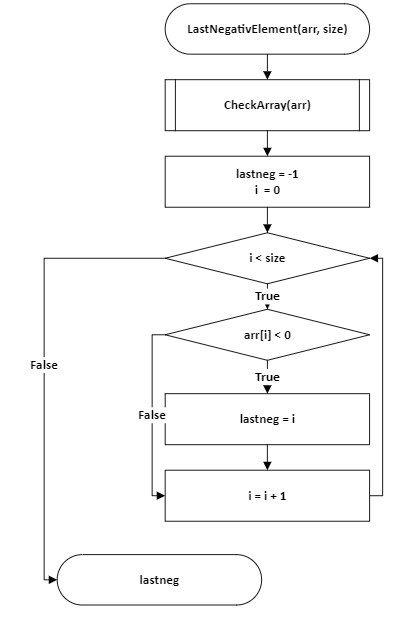 LastNegativElement(arr, size)
CheckArray(arr)
lastneg = -1
i = 0
i < size
True
arr[i] < 0
False
True
False
lastneg = i
i = i + 1
lastneg